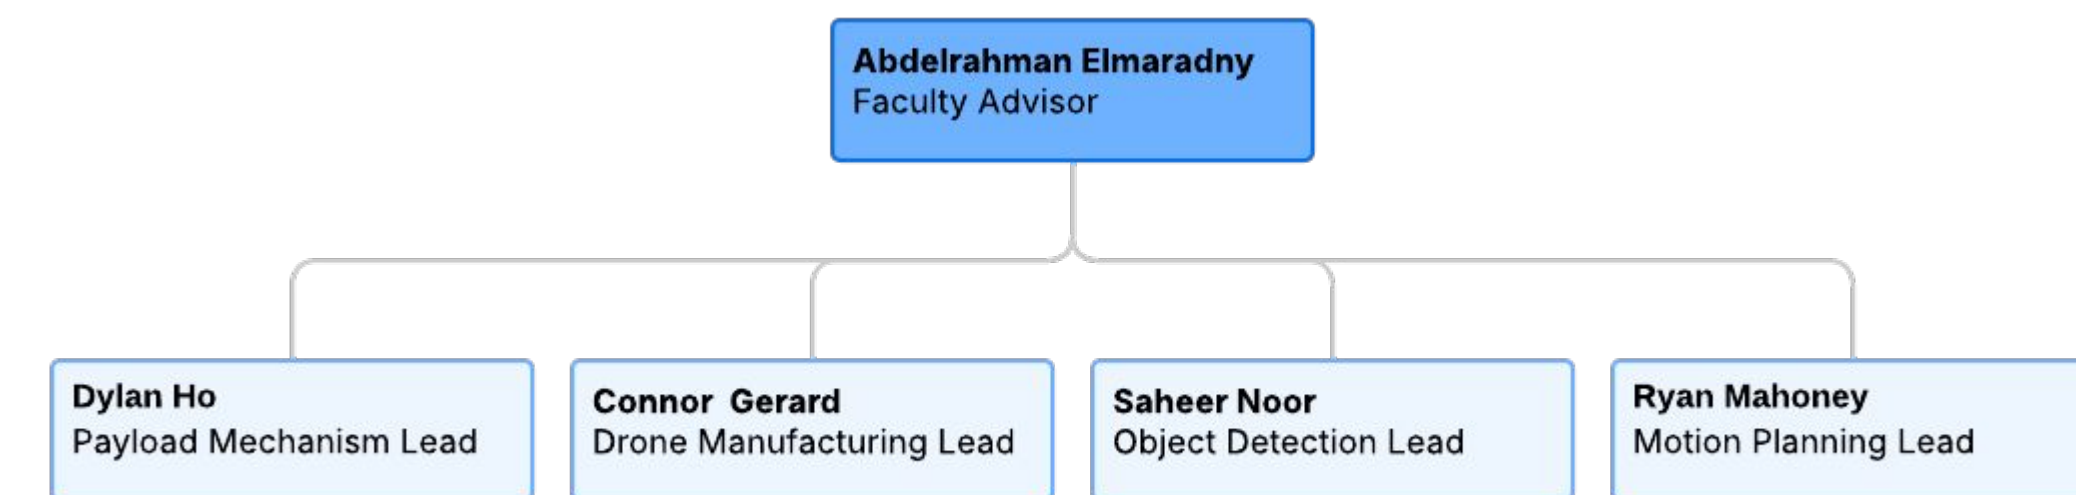 Abdelrahman Elmaradny
Faculty Advisor
Dylan Ho
Payload Mechanism Lead
Connor  Gerard
Drone Manufacturing Lead
Saheer Noor
Object Detection Lead
Ryan Mahoney
Motion Planning Lead